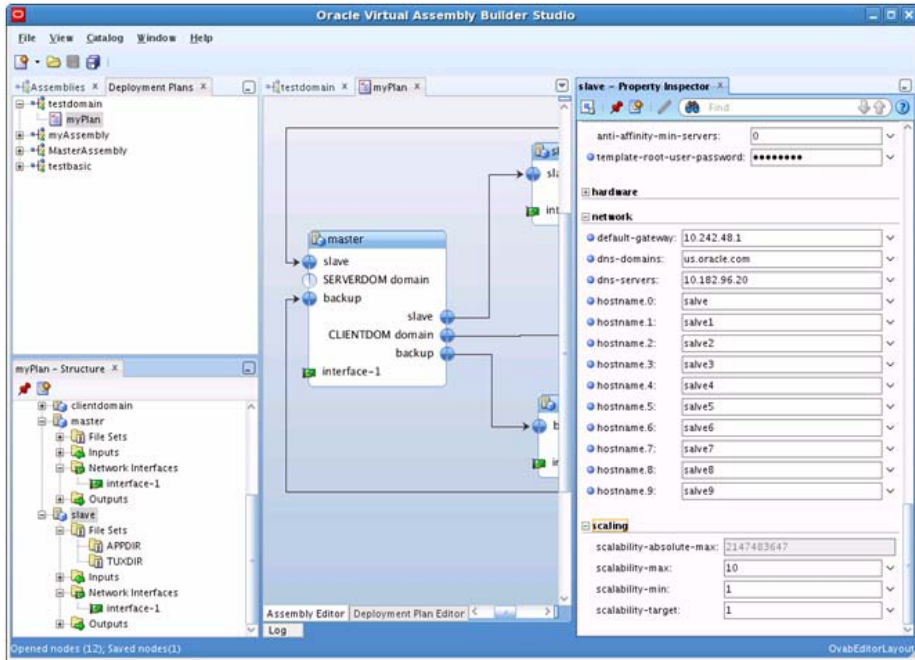 Oracle Virtual Assembly Builder Studio
File View Catalog Window Help
Assemblies x Deployment Plans x
testdomain
myPlan
myAssembly
MasterAssembly
testbasic
myPlan - Structure x
clientdomain
master
File Sets
Inputs
Network Interfaces
interface-1
Outputs
slave
File Sets
APPDIR
TUXDIR
Inputs
Network Interfaces
interface-1
Outputs
testdomain x myPlan x
master
slave
SERVERDOM domain
backup
slave
CLIENTDOM domain
backup
interface-1
sl
sla
int
b
in
Assembly Editor Deployment Plan Editor
Log
slave - Property Inspector x
Find
anti-affinity-min-servers: 0
template-root-user-password: ••••••••
hardware
network
default-gateway: 10.242.48.1
dns-domains: us.oracle.com
dns-servers: 10.182.96.20
hostname.0: salve
hostname.1: salve1
hostname.2: salve2
hostname.3: salve3
hostname.4: salve4
hostname.5: salve5
hostname.6: salve6
hostname.7: salve7
hostname.8: salve8
hostname.9: salve9
scaling
scalability-absolute-max: 2147483647
scalability-max: 10
scalability-min: 1
scalability-target: 1
Opened nodes (12); Saved nodes(1)
OvabEditorLayout